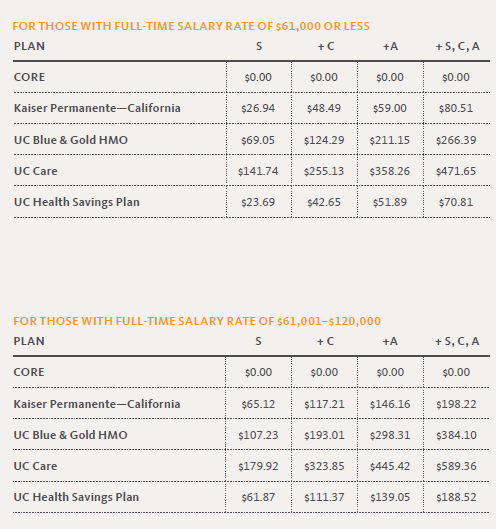 FOR THOSE WITH FULL-TIME SALARY RATE OF $61,000 OR LESS
PLAN S + C +A + S, C, A
CORE $0.00 $0.00 $0.00 $0.00
Kaiser Permanente—California $26.94 $48.49 $59.00 $80.51
UC Blue & Gold HMO $69.05 $124.29 $211.15 $266.39
UC Care $141.74 $255.13 $358.26 $471.65
UC Health Savings Plan $23.69 $42.65 $51.89 $70.81
FOR THOSE WITH FULL-TIME SALARY RATE OF $61,001–$120,000
PLAN S + C +A + S, C, A
CORE $0.00 $0.00 $0.00 $0.00
Kaiser Permanente—California $65.12 $117.21 $146.16 $198.22
UC Blue & Gold HMO $107.23 $193.01 $298.31 $384.10
UC Care $179.92 $323.85 $445.42 $589.36
UC Health Savings Plan $61.87 $111.37 $139.05 $188.52